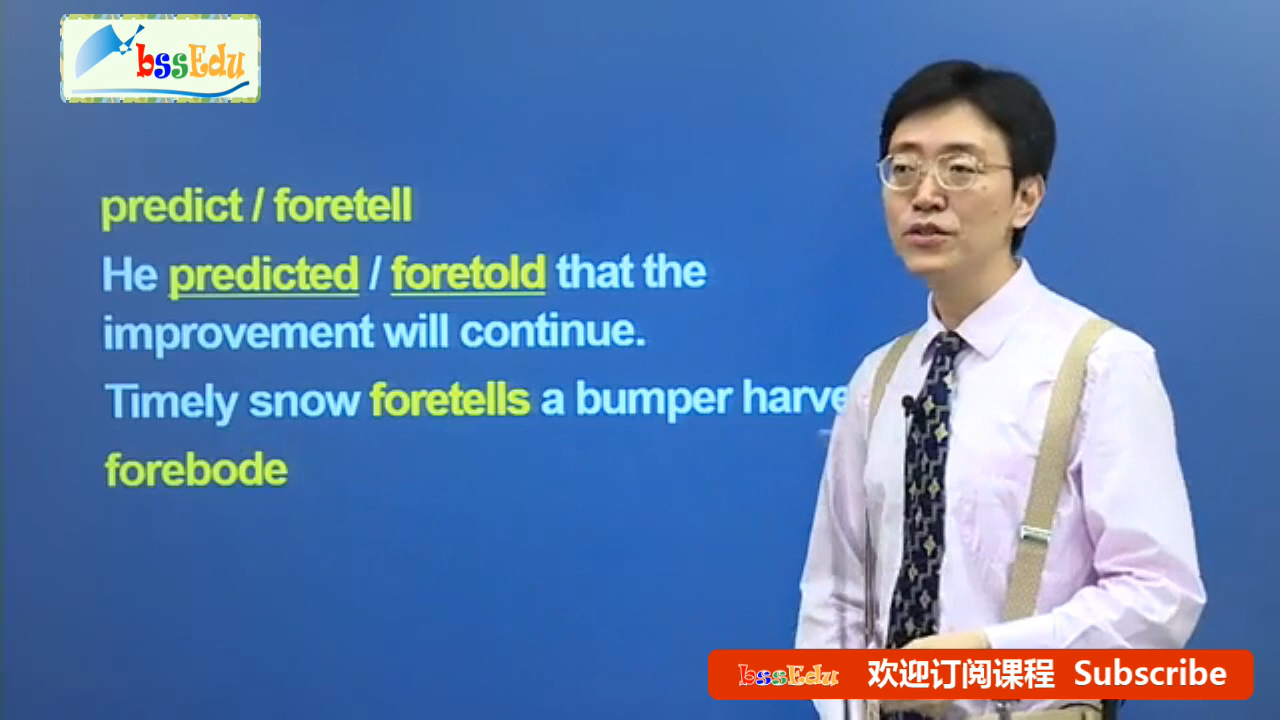 bssEdu
predict / foretell
He predicted / foretold that the
improvement will continue.
Timely snow foretells a bumper harve
forebode
bssEdu 欢迎订阅课程 Subscribe